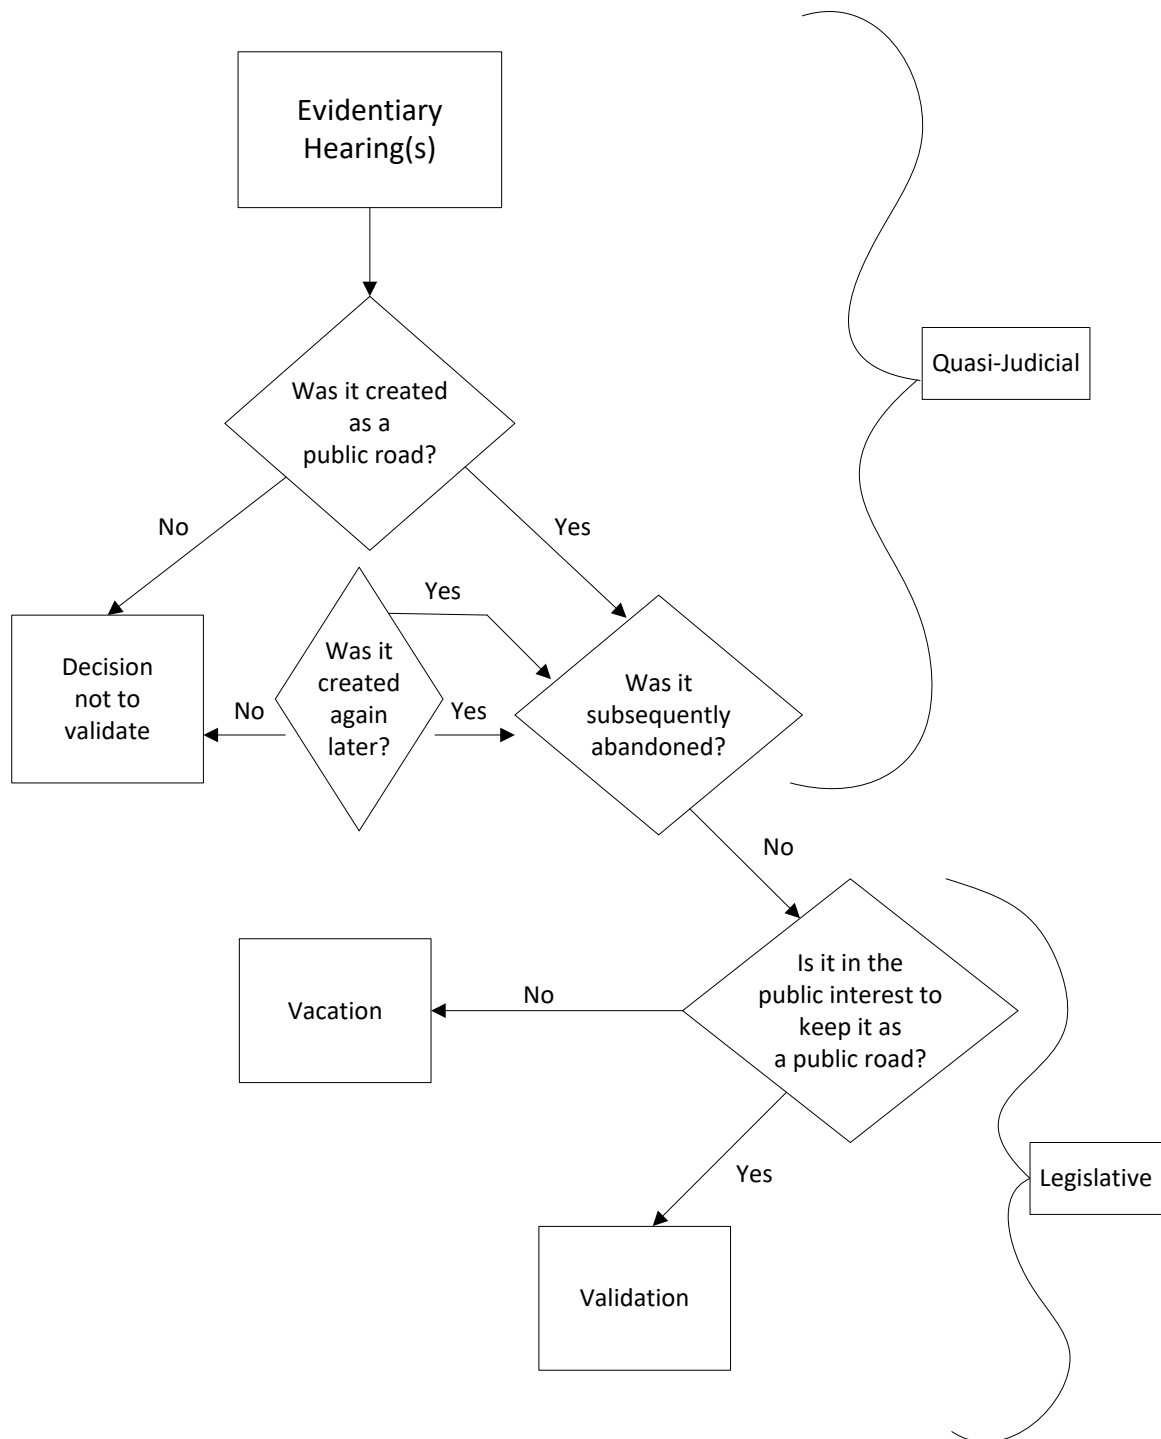 Evidentiary
Hearing(s)
Quasi-Judicial
Was it created
as a
public road?
No
Yes
Yes
Decision
not to
validate
No
Was it
created
again
later?
Yes
Was it
subsequently
abandoned?
No
Is it in the
public interest to
keep it as
a public road?
No
Vacation
Yes
Legislative
Validation